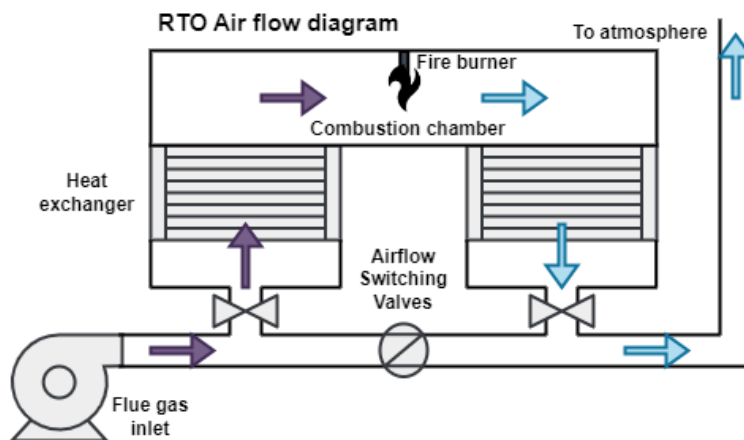 RTO Air flow diagram
To atmosphere
Fire burner
Combustion chamber
Heat
exchanger
Airflow
Switching
Valves
Flue gas
inlet